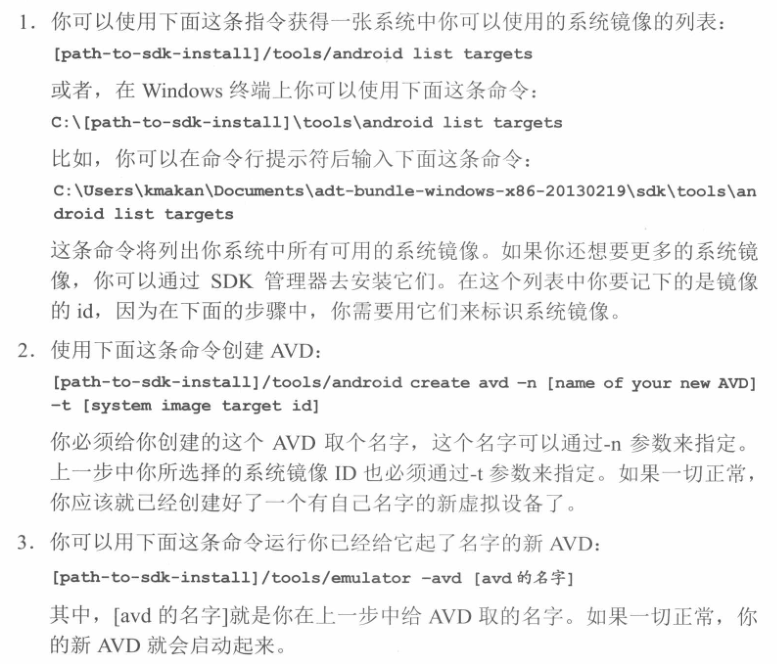 1. 你可以使用下面这条指令获得一张系统中你可以使用的系统镜像的列表：
[path-to-sdk-install]/tools/android list targets
或者，在 Windows 终端上你可以使用下面这条命令：
C:\[path-to-sdk-install]\tools\android list targets
比如，你可以在命令行提示符后输入下面这条命令：
C:\Users\kmakan\Documents\adt-bundle-windows-x86-20130219\sdk\tools\an
droid list targets
这条命令将列出你系统中所有可用的系统镜像。如果你还想要更多的系统镜
像，你可以通过 SDK 管理器去安装它们。在这个列表中你要记下的是镜像
的 id，因为在下面的步骤中，你需要用它们来标识系统镜像。
2. 使用下面这条命令创建 AVD：
[path-to-sdk-install]/tools/android create avd –n [name of your new AVD]
–t [system image target id]
你必须给你创建的这个 AVD 取个名字，这个名字可以通过-n 参数来指定。
上一步中你所选择的系统镜像 ID 也必须通过-t 参数来指定。如果一切正常，
你应该就已经创建好了一个有自己名字的新虚拟设备了。
3. 你可以用下面这条命令运行你已经给它起了名字的新 AVD：
[path-to-sdk-install]/tools/emulator –avd [avd 的名字]
其中，[avd 的名字]就是你在上一步中给 AVD 取的名字。如果一切正常，你
的新 AVD 就会启动起来。